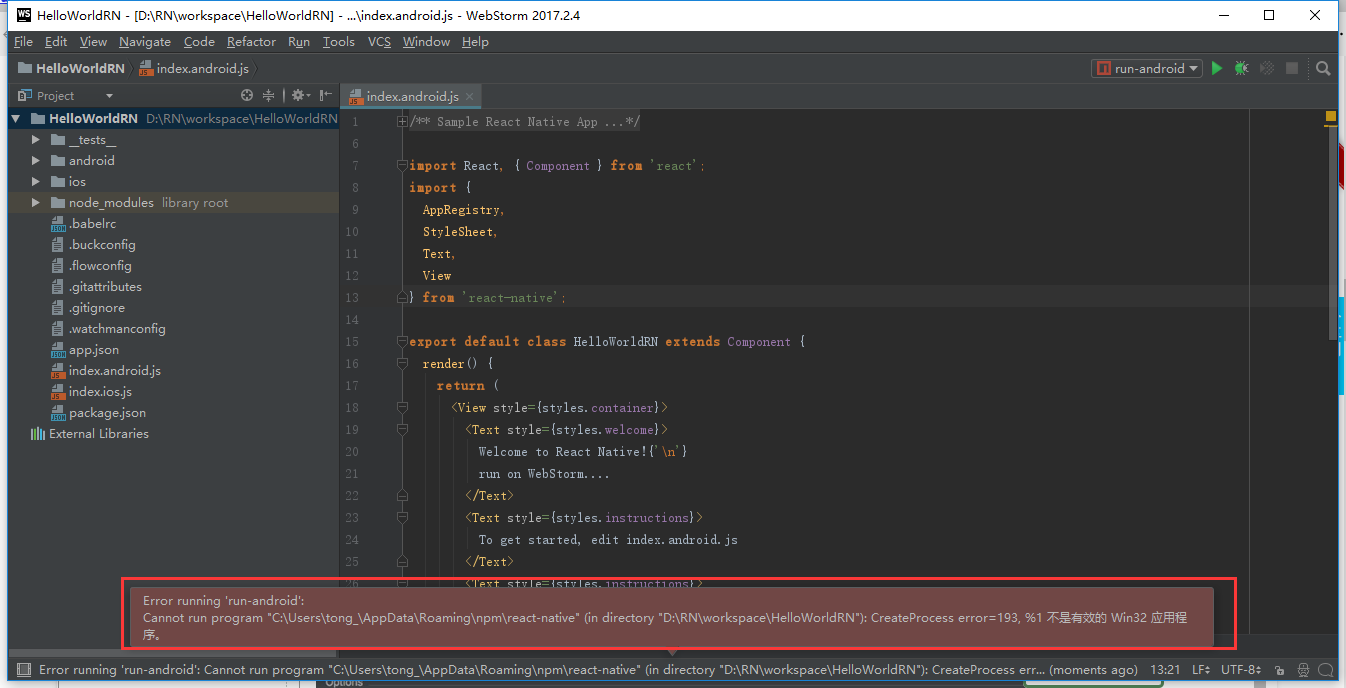 HelloWorldRN - [D:\RN\workspace\HelloWorldRN] - ...\index.android.js - WebStorm 2017.2.4
File Edit View Navigate Code Refactor Run Tools VCS Window Help
HelloWorldRN index.android.js run-android
Project
index.android.js
HelloWorldRN D:\RN\workspace\HelloWorldRN
__tests__
android
ios
node_modules library root
.babelrc
.buckconfig
.flowconfig
.gitattributes
.gitignore
.watchmanconfig
app.json
index.android.js
index.ios.js
package.json
External Libraries
1 /** Sample React Native App ...*/
6
7 import React, { Component } from 'react';
8 import {
9 AppRegistry,
10 StyleSheet,
11 Text,
12 View
13 } from 'react-native';
14
15 export default class HelloWorldRN extends Component {
16 render() {
17 return (
18 <View style={styles.container}>
19 <Text style={styles.welcome}>
20 Welcome to React Native!{'\n'}
21 run on WebStorm....
22 </Text>
23 <Text style={styles.instructions}>
24 To get started, edit index.android.js
25 </Text>
26 <Text style={styles.instructions}>
Error running 'run-android':
Cannot run program "C:\Users\tong_\AppData\Roaming\npm\react-native" (in directory "D:\RN\workspace\HelloWorldRN"): CreateProcess error=193, %1 不是有效的 Win32 应用程
序。
Error running 'run-android': Cannot run program "C:\Users\tong_\AppData\Roaming\npm\react-native" (in directory "D:\RN\workspace\HelloWorldRN"): CreateProcess err... (moments ago) 13:21 LF UTF-8
Options